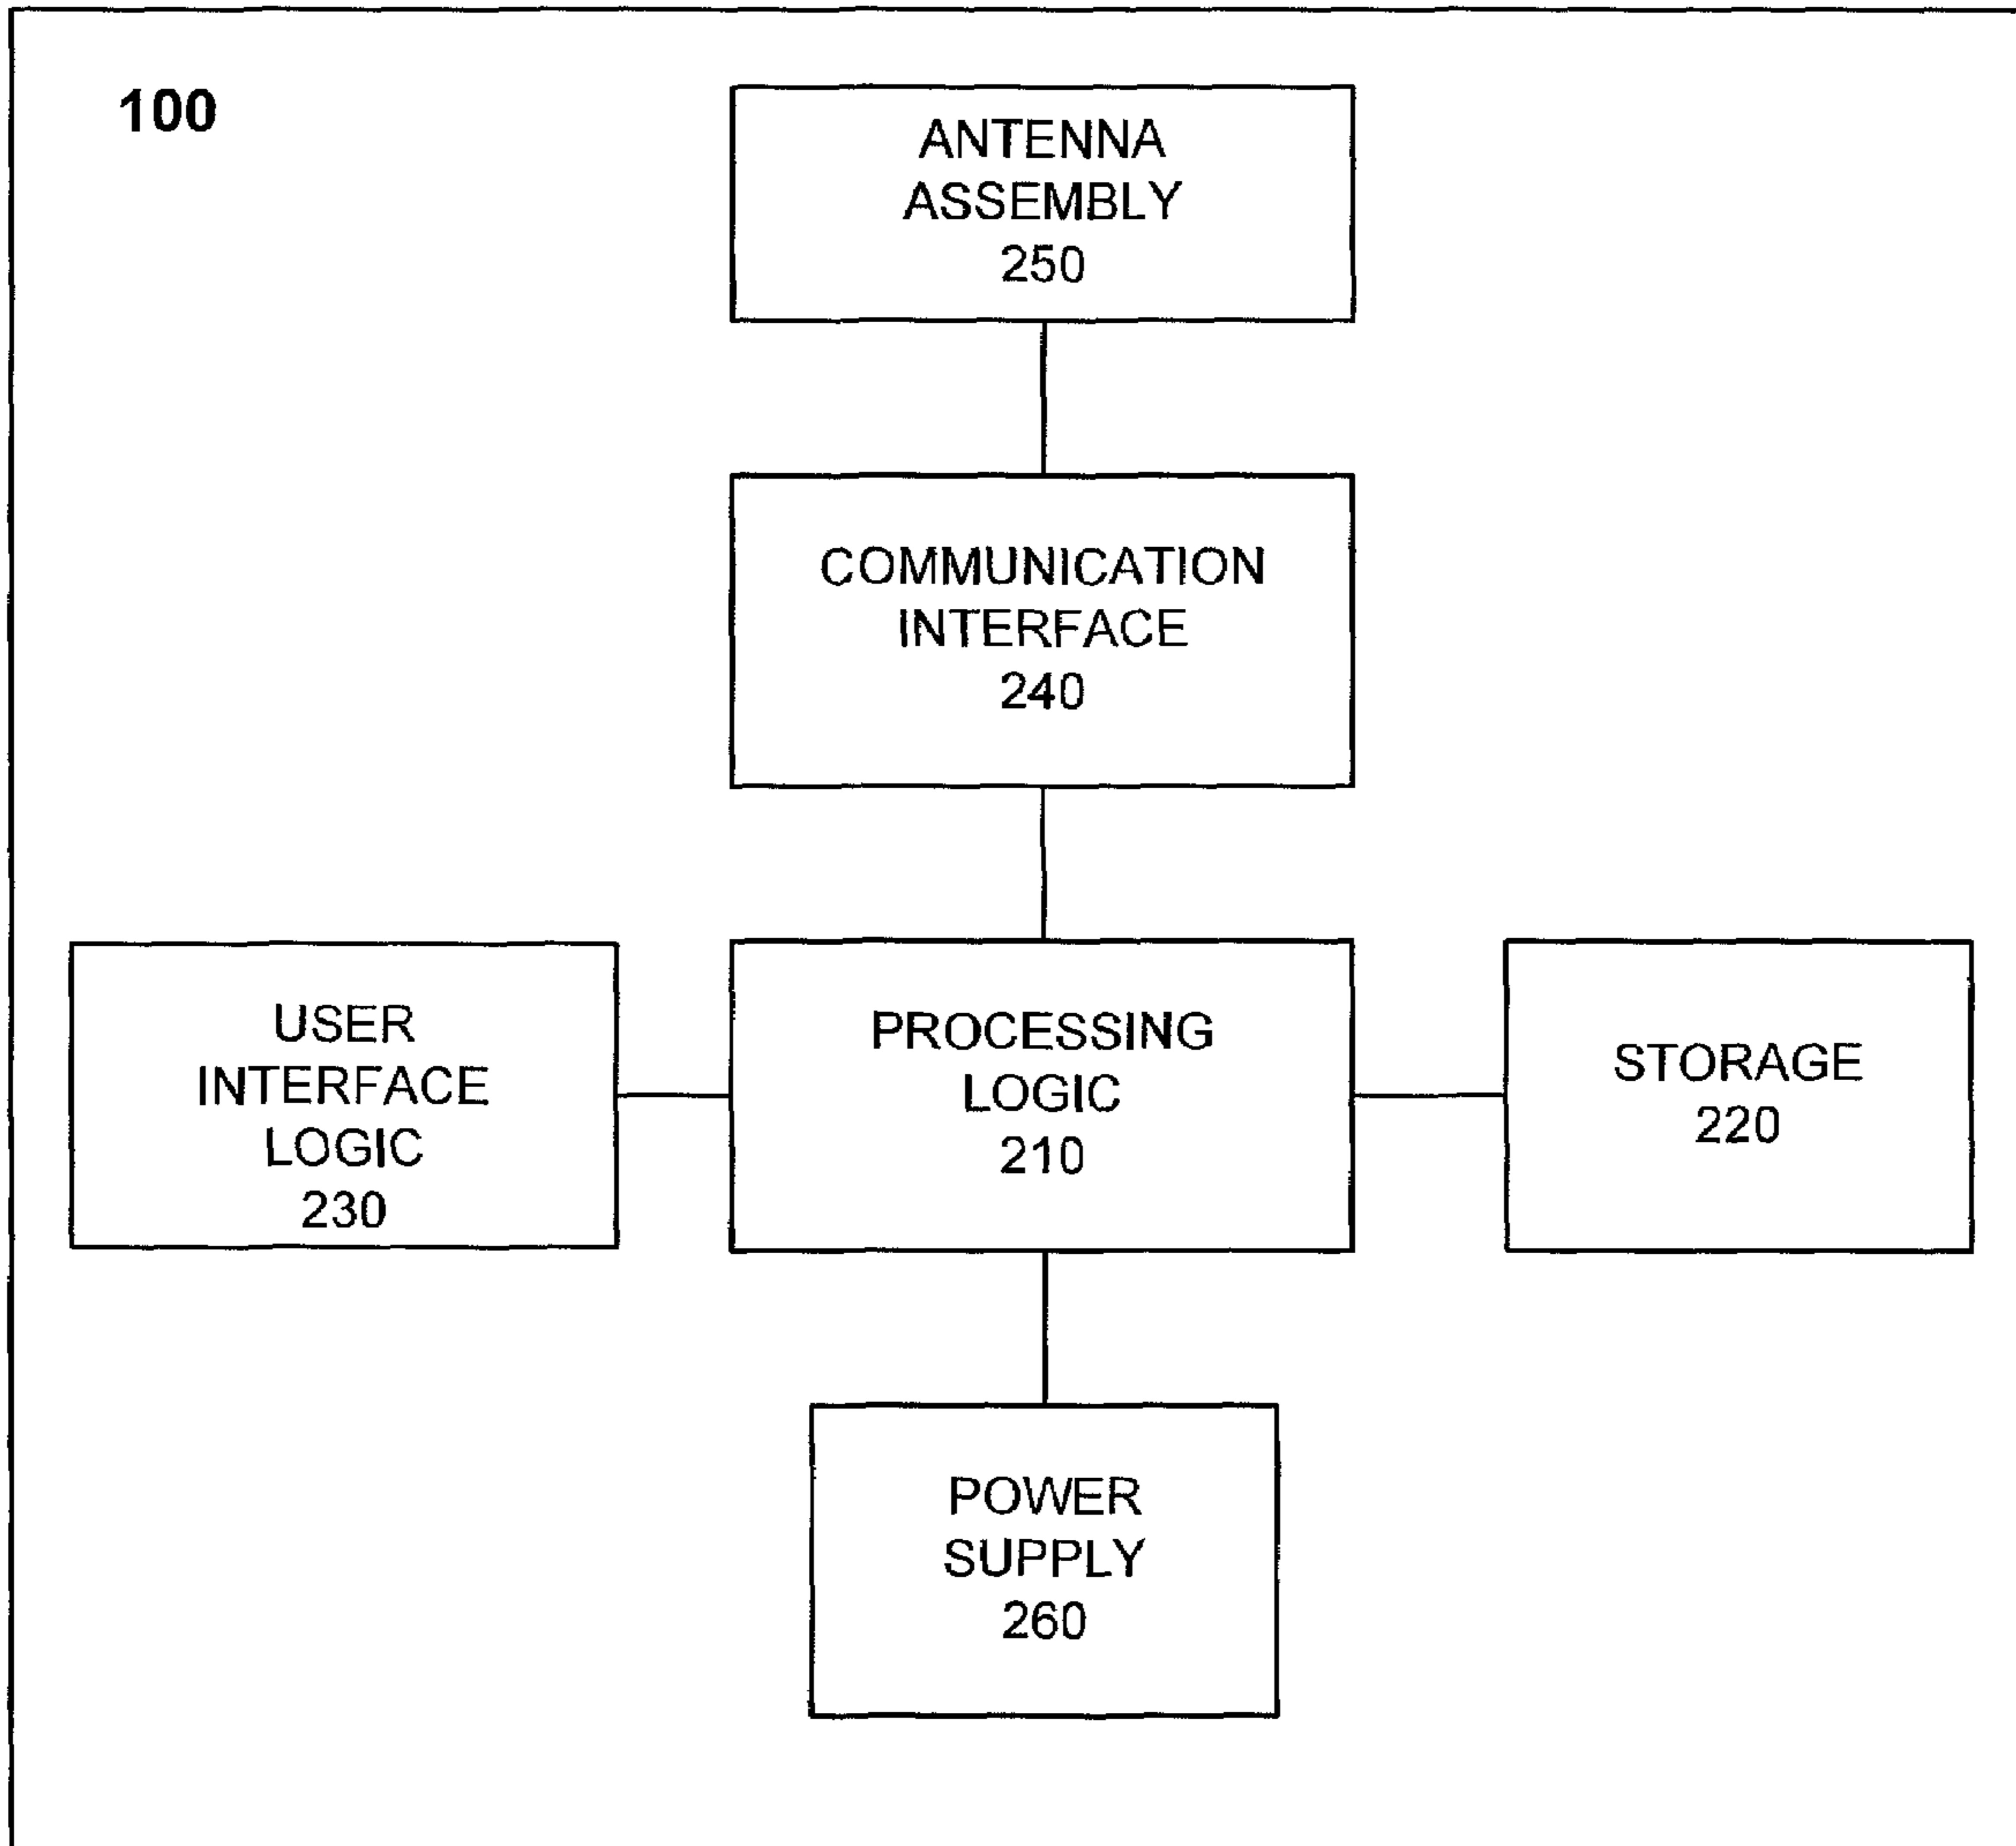 100
ANTENNA
ASSEMBLY
250
COMMUNICATION
INTERFACE
240
USER
INTERFACE
LOGIC
230
PROCESSING
LOGIC
210
STORAGE
220
POWER
SUPPLY
260